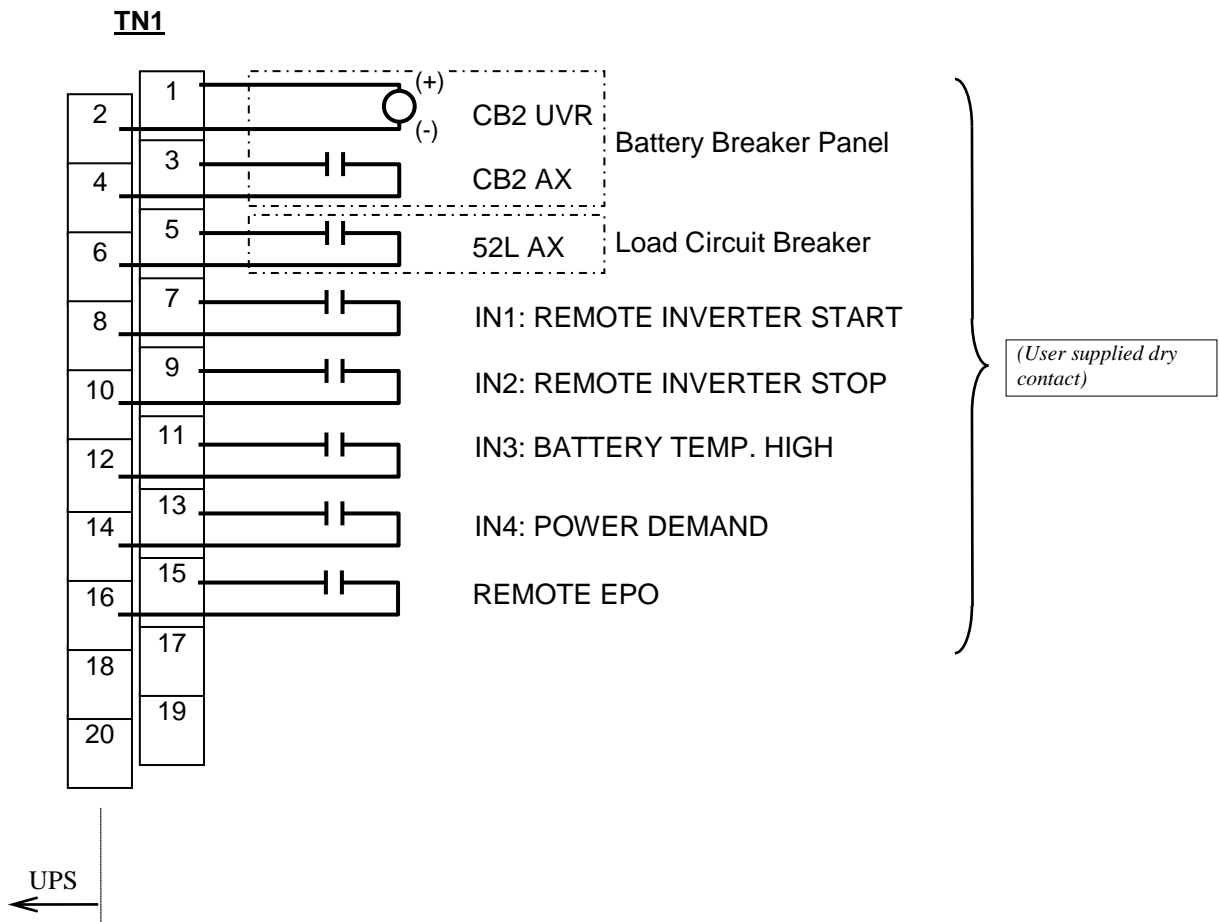 TN1
1
2
(+)
(-)
CB2 UVR
Battery Breaker Panel
3
4
CB2 AX
5
6
52L AX
Load Circuit Breaker
7
8
IN1: REMOTE INVERTER START
9
10
IN2: REMOTE INVERTER STOP
(User supplied dry
contact)
11
12
IN3: BATTERY TEMP. HIGH
13
14
IN4: POWER DEMAND
15
16
REMOTE EPO
17
18
19
20
UPS